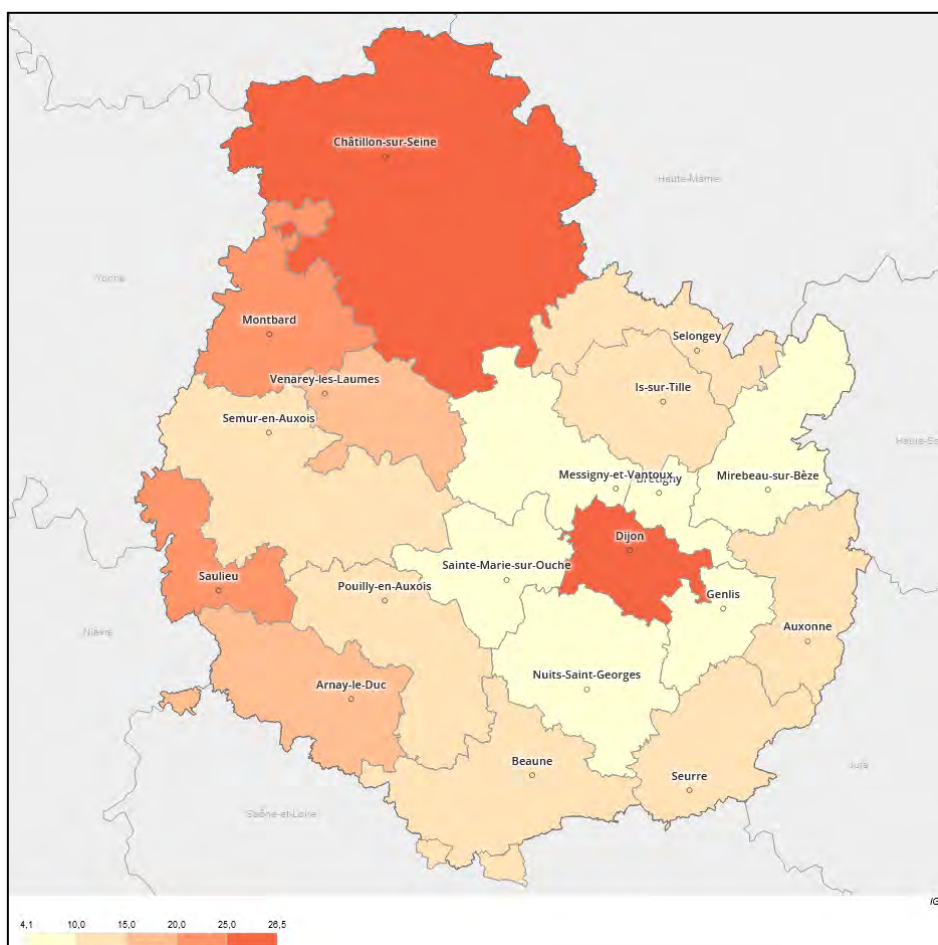 Châtillon-sur-Seine
Haute-Marne
Yonne
Montbard
Selongey
Venarey-les-Laumes
Is-sur-Tille
Semur-en-Auxois
Messigny-et-Vantoux
Mirebeau-sur-Bèze
Dijon
Sainte-Marie-sur-Ouche
Saulieu
Pouilly-en-Auxois
Genlis
Auxonne
Nièvre
Nuits-Saint-Georges
Arnay-le-Duc
Beaune
Seurre
Jura
Saône-et-Loire
4,1 10,0 15,0 20,0 25,0 26,5